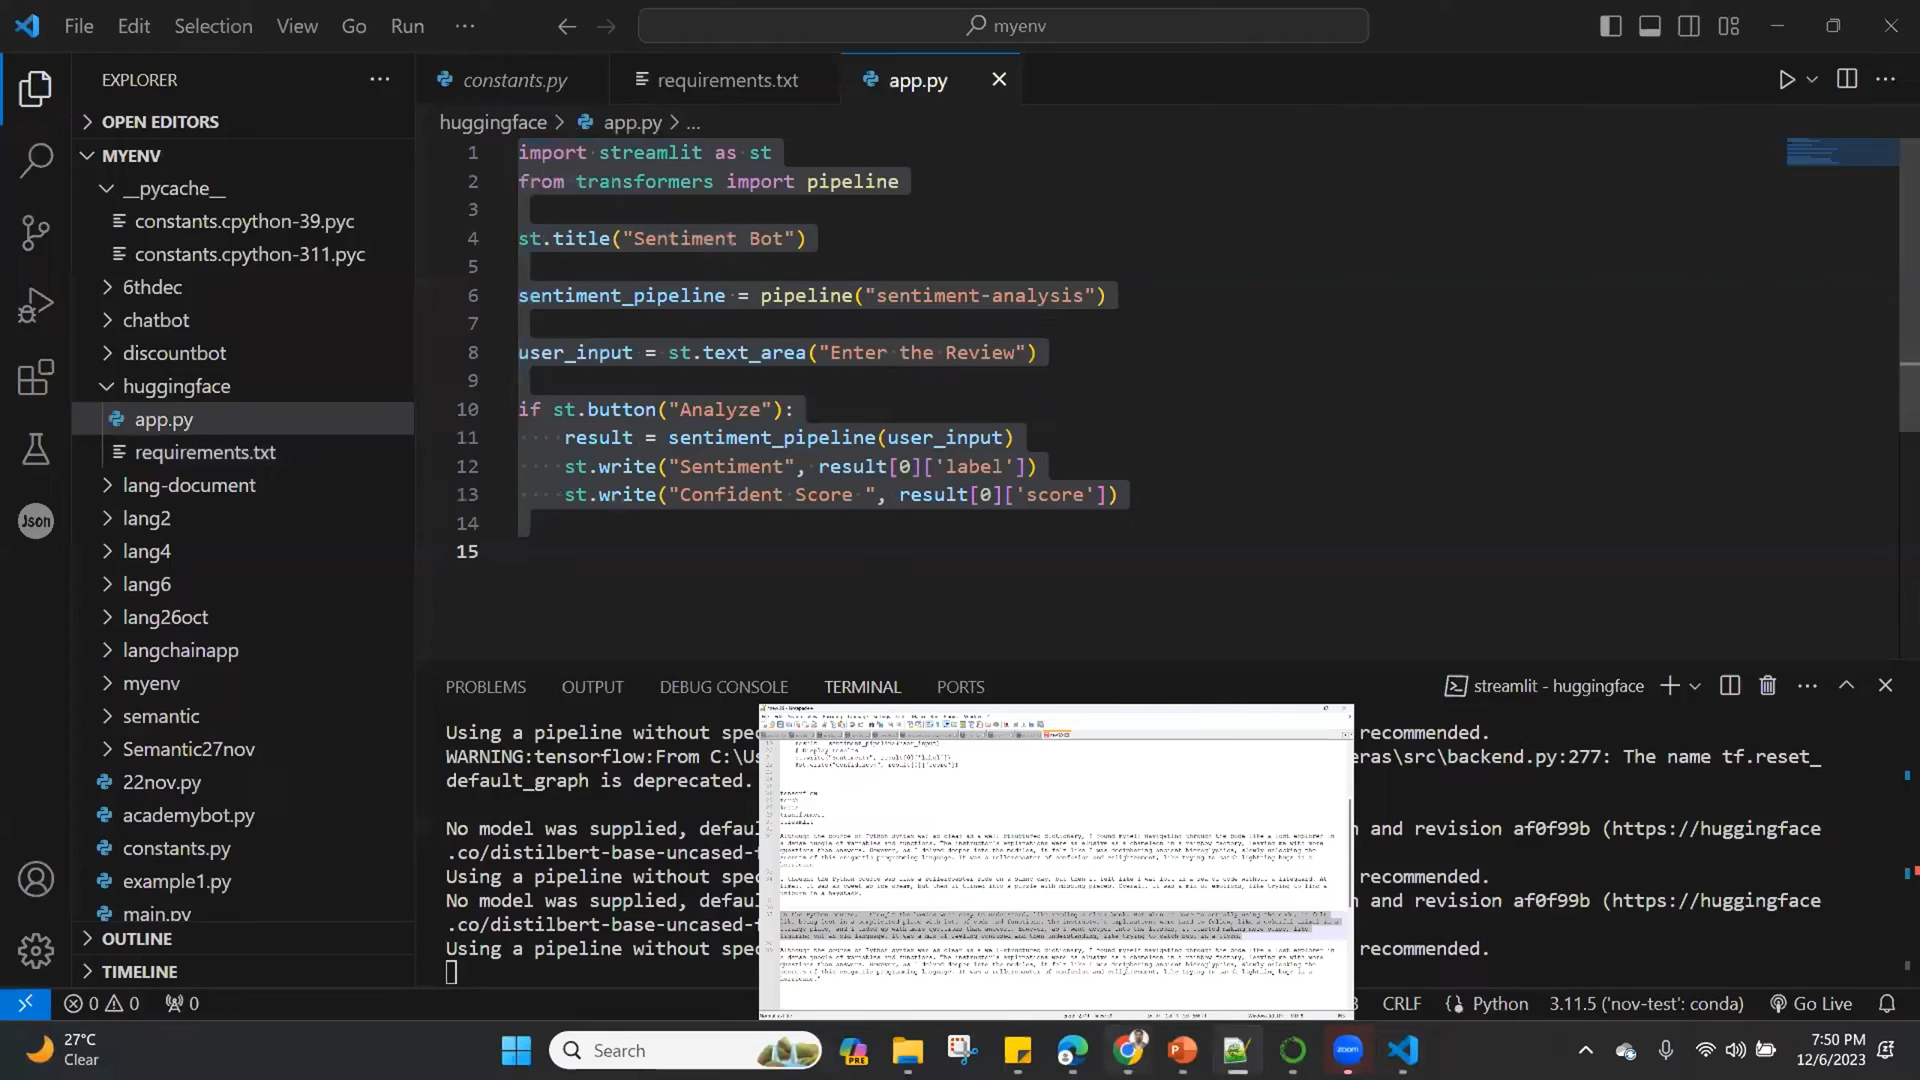 File Edit Selection View Go Run ... myenv
EXPLORER ...
constants.py requirements.txt app.py
OPEN EDITORS
huggingface > app.py > ...
MYENV
__pycache__
constants.cpython-39.pyc
constants.cpython-311.pyc
6thdec
chatbot
discountbot
huggingface
app.py
requirements.txt
lang-document
lang2
lang4
lang6
lang26oct
langchainapp
myenv
semantic
Semantic27nov
22nov.py
academybot.py
constants.py
example1.py
main.py
OUTLINE
TIMELINE
1 import streamlit as st
2 from transformers import pipeline
3
4 st.title("Sentiment Bot")
5
6 sentiment_pipeline = pipeline("sentiment-analysis")
7
8 user_input = st.text_area("Enter the Review")
9
10 if st.button("Analyze"):
11 result = sentiment_pipeline(user_input)
12 st.write("Sentiment", result[0]['label'])
13 st.write("Confident Score ", result[0]['score'])
14
15
PROBLEMS OUTPUT DEBUG CONSOLE TERMINAL PORTS streamlit - huggingface
Using a pipeline without spe recommended.
WARNING:tensorflow:From C:\Us eras\src\backend.py:277: The name tf.reset_
default_graph is deprecated.
No model was supplied, defau and revision af0f99b (https://huggingface
.co/distilbert-base-uncased-
Using a pipeline without spe recommended.
No model was supplied, defau and revision af0f99b (https://huggingface
.co/distilbert-base-uncased-
Using a pipeline without spe recommended.
Json
0 0 0 CRLF Python 3.11.5 ('nov-test': conda) Go Live
27°C
Clear
Search
PRE
zoom
7:50 PM
12/6/2023